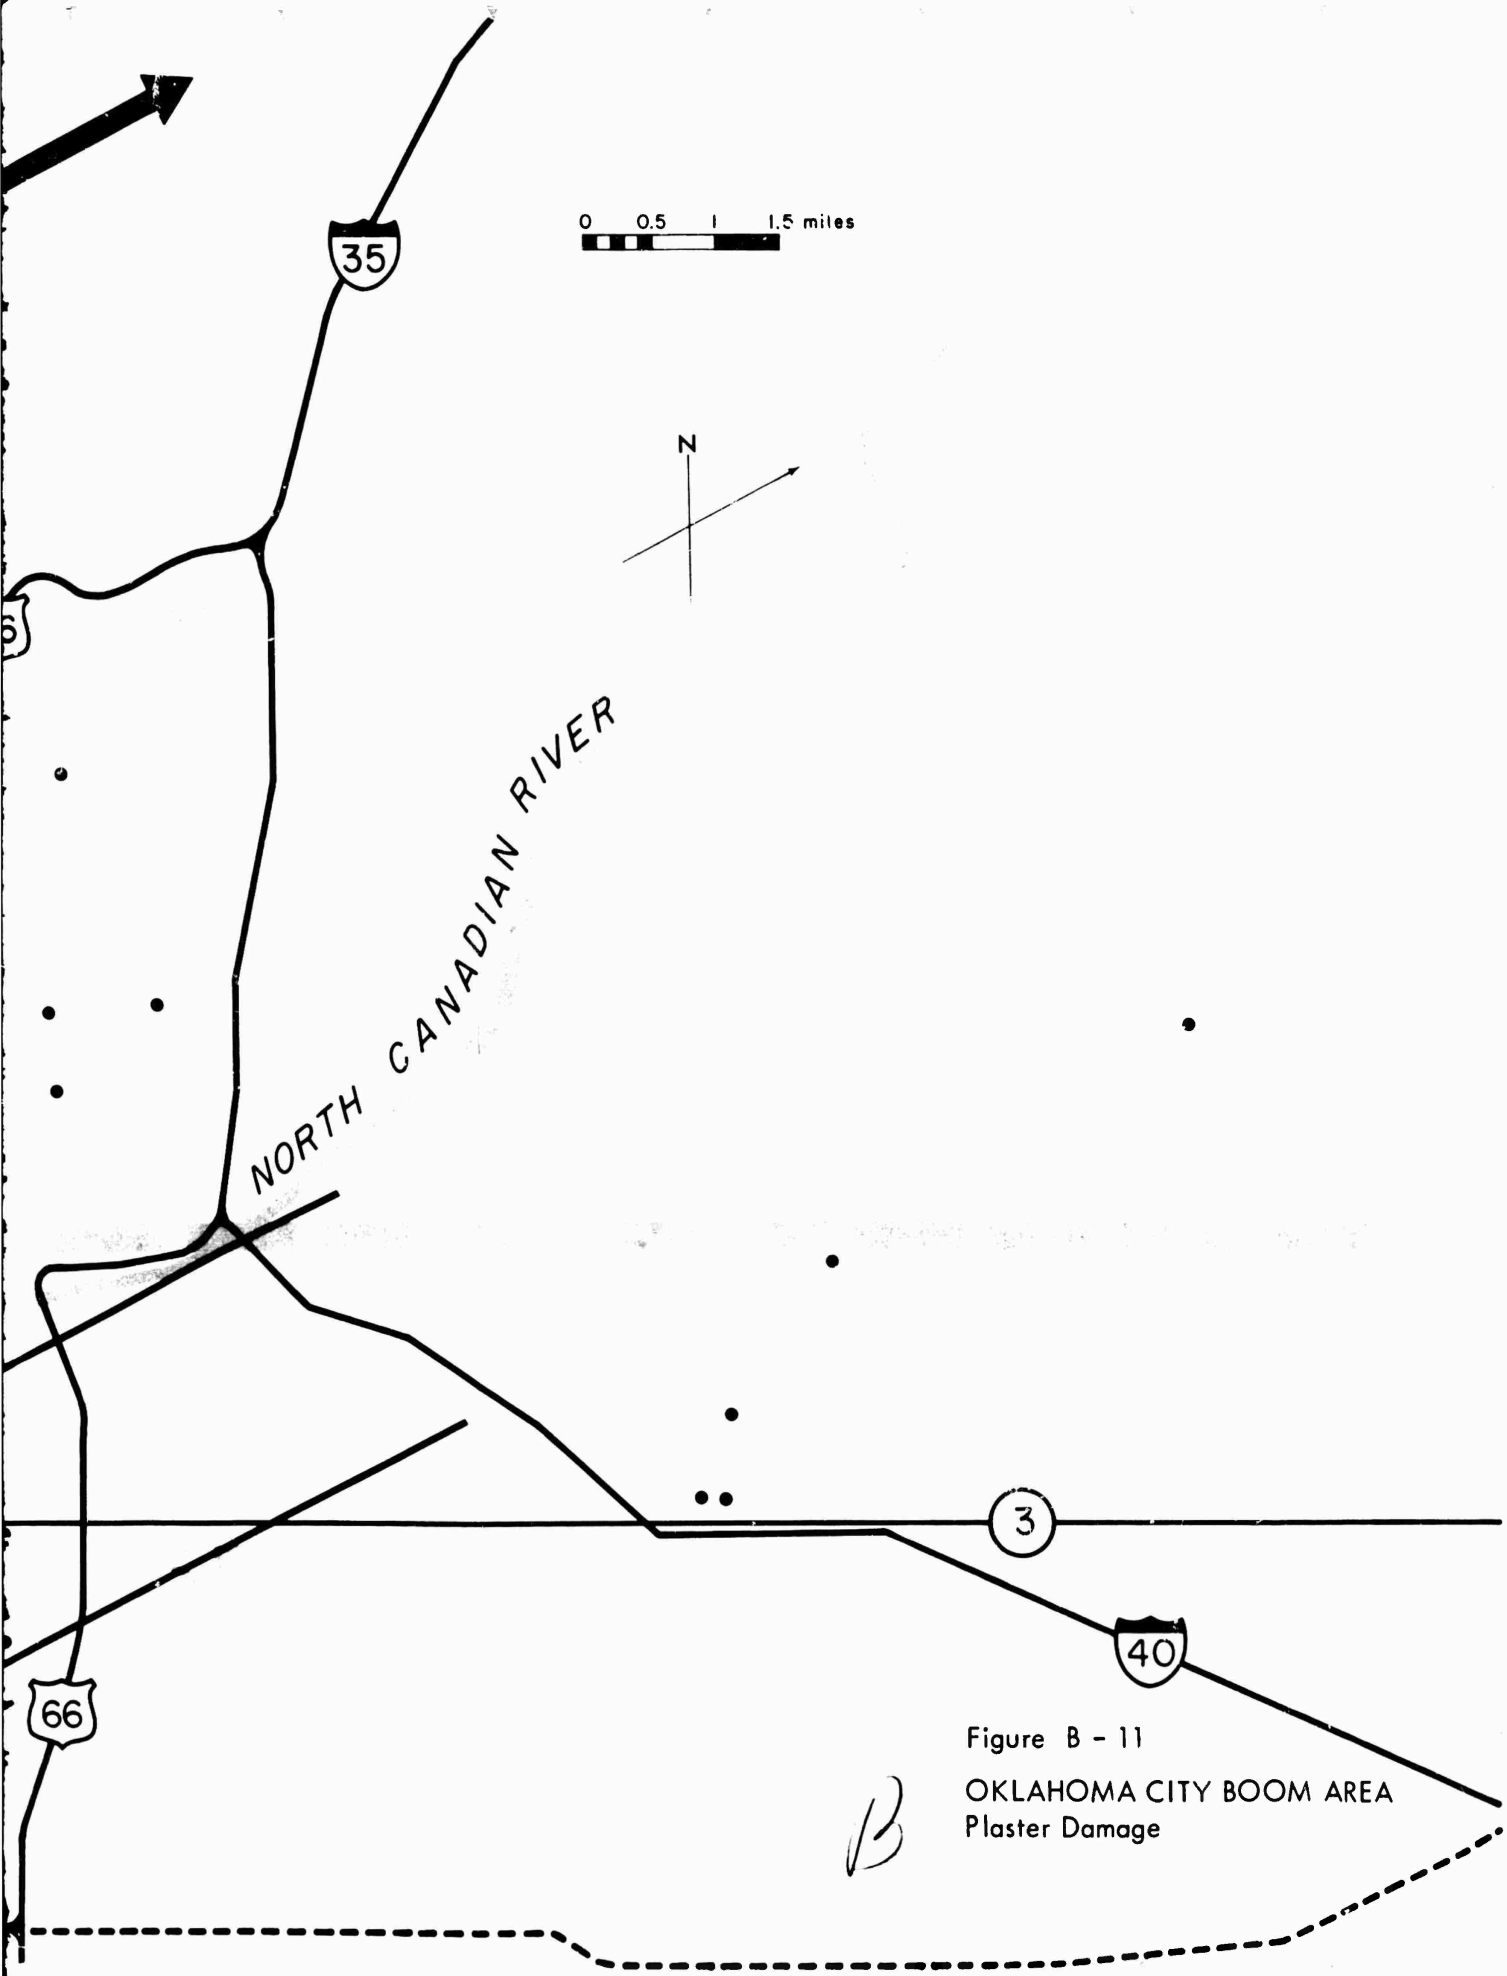 35
0 0.5 1 1.5 miles
N
6
NORTH CANADIAN RIVER
3
40
66
Figure B - 11
OKLAHOMA CITY BOOM AREA
Plaster Damage
B